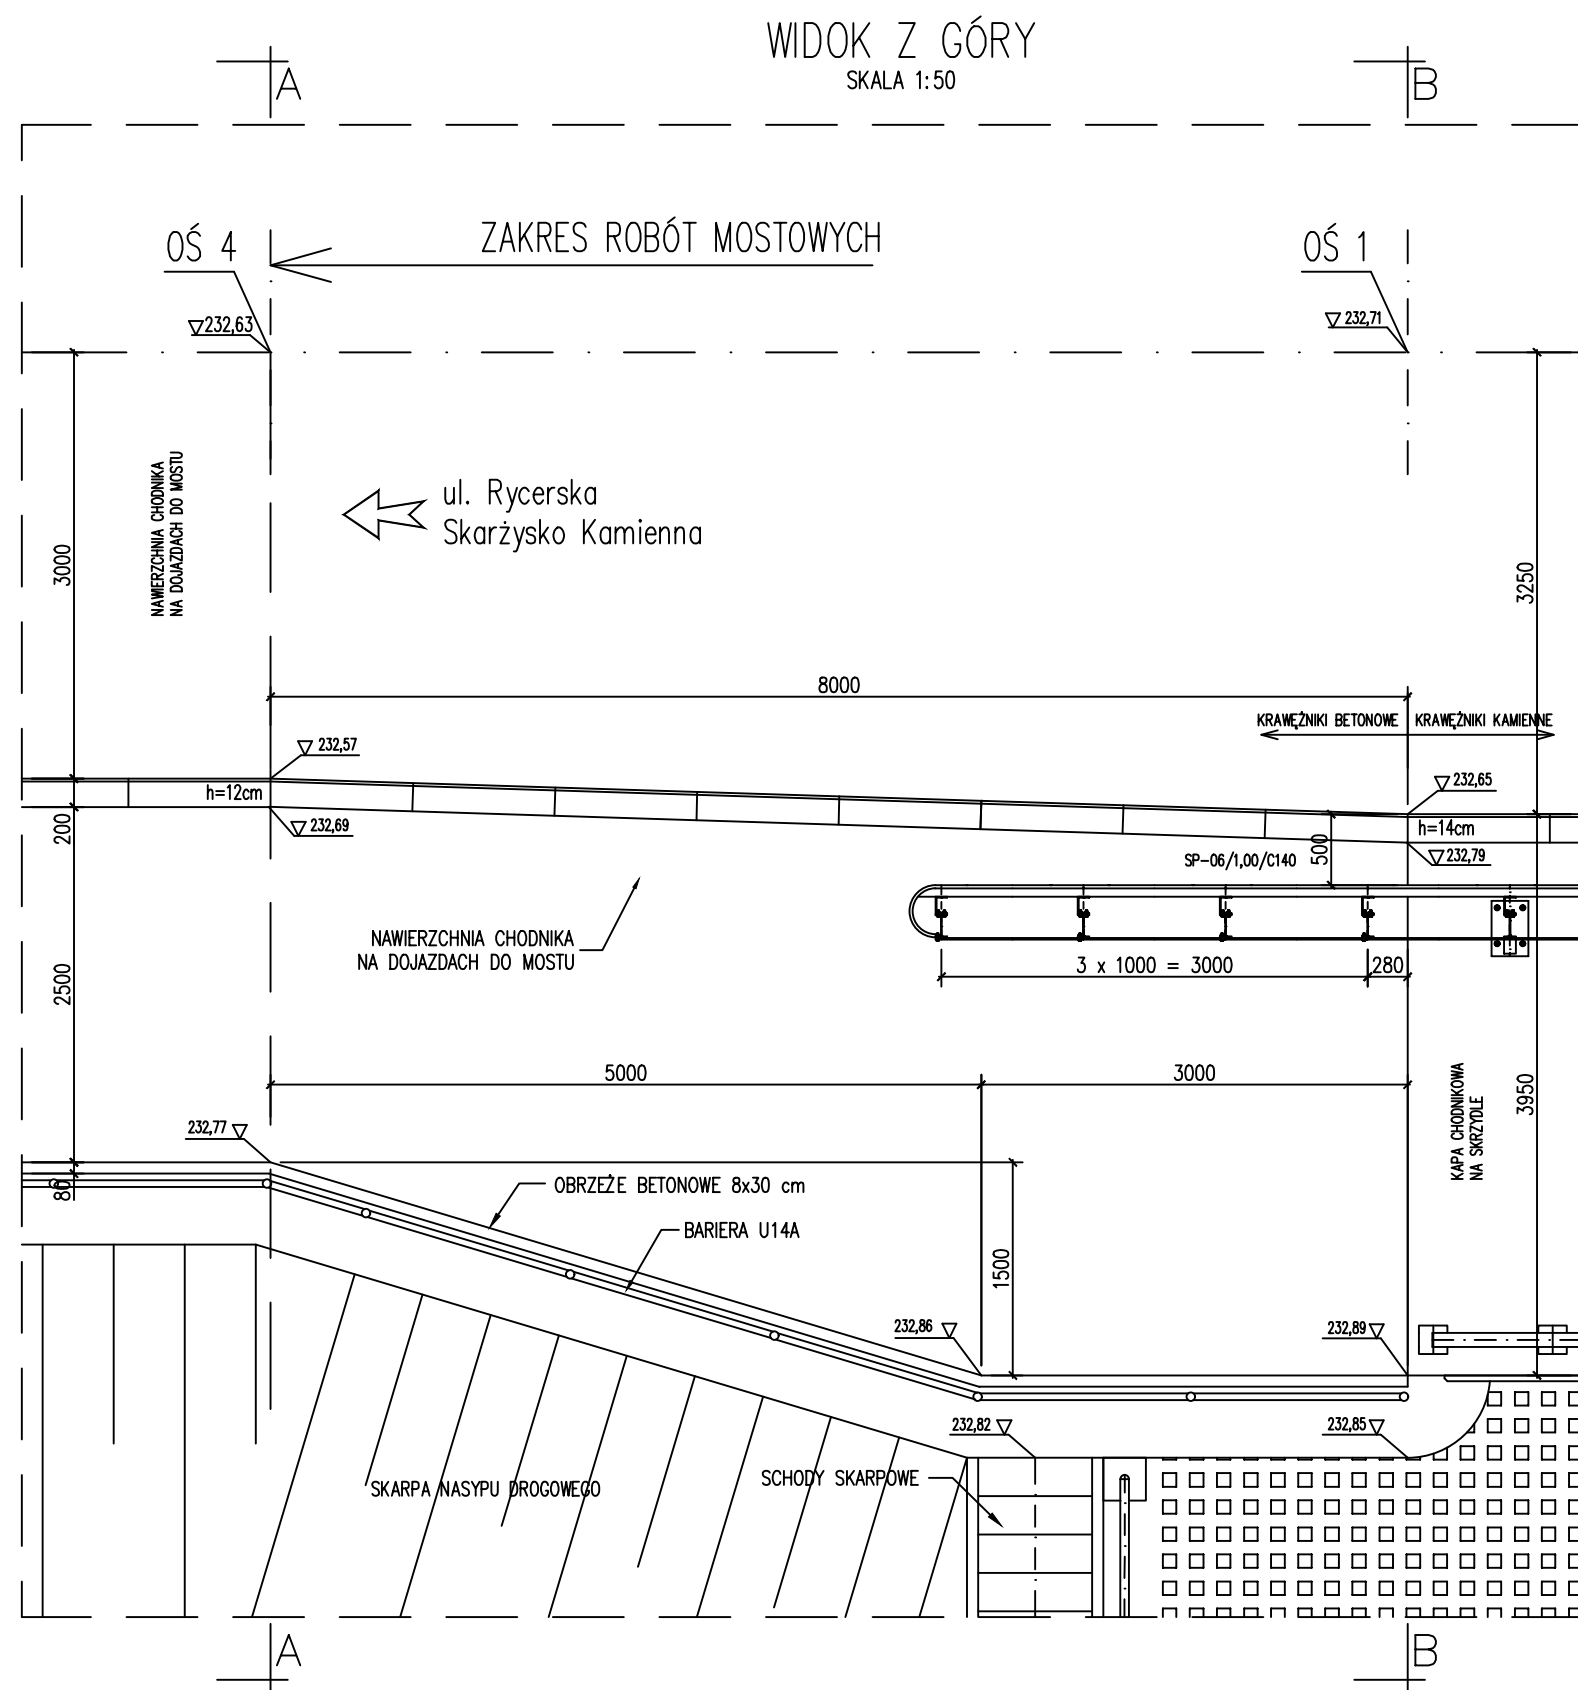 WIDOK Z GÓRY
SKALA 1:50
A
B
ZAKRES ROBÓT MOSTOWYCH
OŚ 4
OŚ 1
232,63
232,71
NAWIERZCHNIA CHODNIKA
NA DOJAZDACH DO MOSTU
ul. Rycerska
Skarżysko Kamienna
3000
3250
8000
KRAWĘŻNIKI BETONOWE
KRAWĘŻNIKI KAMIENNE
232,57
232,65
h=12cm
h=14cm
200
232,69
500
232,79
SP-06/1,00/C140
NAWIERZCHNIA CHODNIKA
NA DOJAZDACH DO MOSTU
3 x 1000 = 3000
280
2500
5000
3000
KAPA CHODNIKOWA
NA SKRZYDLE
3950
232,77
80
OBRZEŻE BETONOWE 8x30 cm
BARIERA U14A
1500
232,86
232,89
232,82
232,85
SKARPA NASYPU DROGOWEGO
SCHODY SKARPOWE
A
B